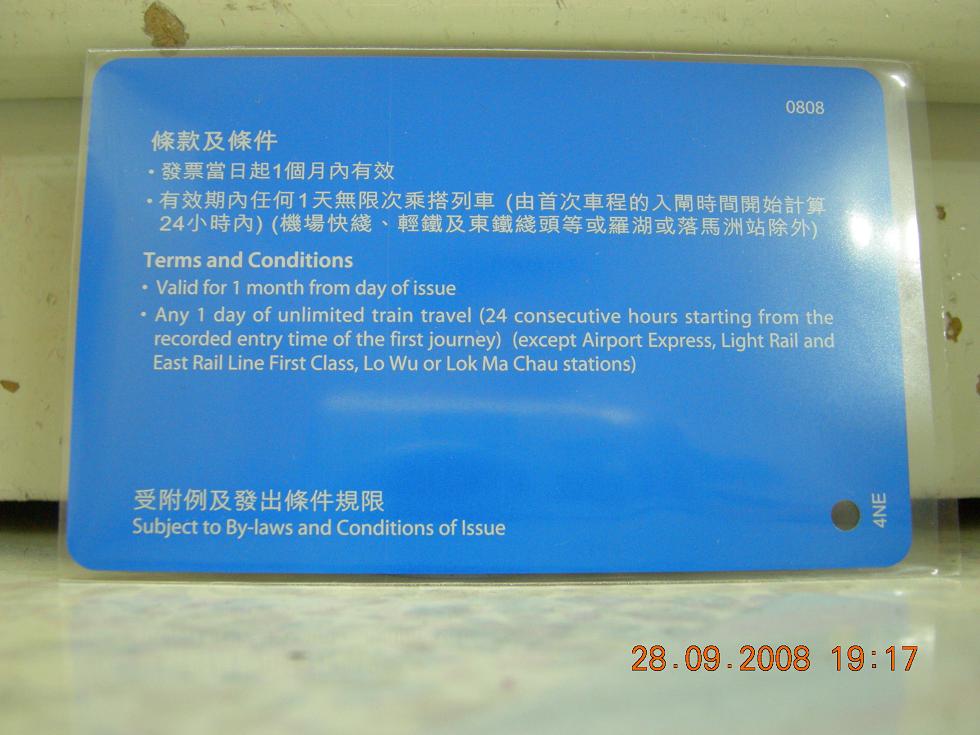 0808
條款及條件
• 發票當日起1個月內有效
• 有效期內任何1天無限次乘搭列車 (由首次車程的入閘時間開始計算
24小時內) (機場快綫、輕鐵及東鐵綫頭等或羅湖或落馬洲站除外)
Terms and Conditions
• Valid for 1 month from day of issue
• Any 1 day of unlimited train travel (24 consecutive hours starting from the
recorded entry time of the first journey) (except Airport Express, Light Rail and
East Rail Line First Class, Lo Wu or Lok Ma Chau stations)
受附例及發出條件規限
Subject to By-laws and Conditions of Issue
4NE
28.09.2008 19:17